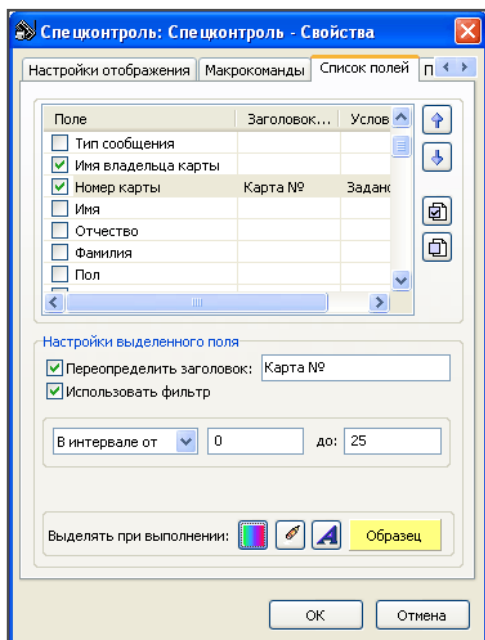 Спецконтроль: Спецконтроль - Свойства
Настройки отображения Макрокоманды Список полей П
Поле Заголовок... Услов
Тип сообщения
Имя владельца карты
Номер карты Карта № Задано
Имя
Отчество
Фамилия
Пол
Настройки выделенного поля
Переопределить заголовок: Карта №
Использовать фильтр
В интервале от 0 до: 25
Выделять при выполнении: A Образец
ОК Отмена